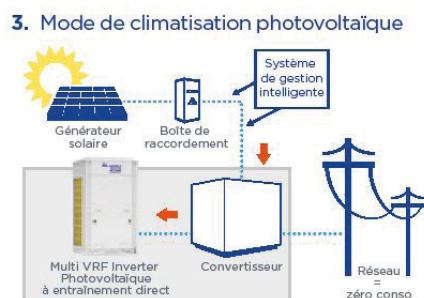 3. Mode de climatisation photovoltaïque
Système
de gestion
intelligente
Générateur
solaire
Boîte de
raccordement
Multi VRF Inverter
Photovoltaïque
à entraînement direct
Convertisseur
Réseau
=
zéro conso